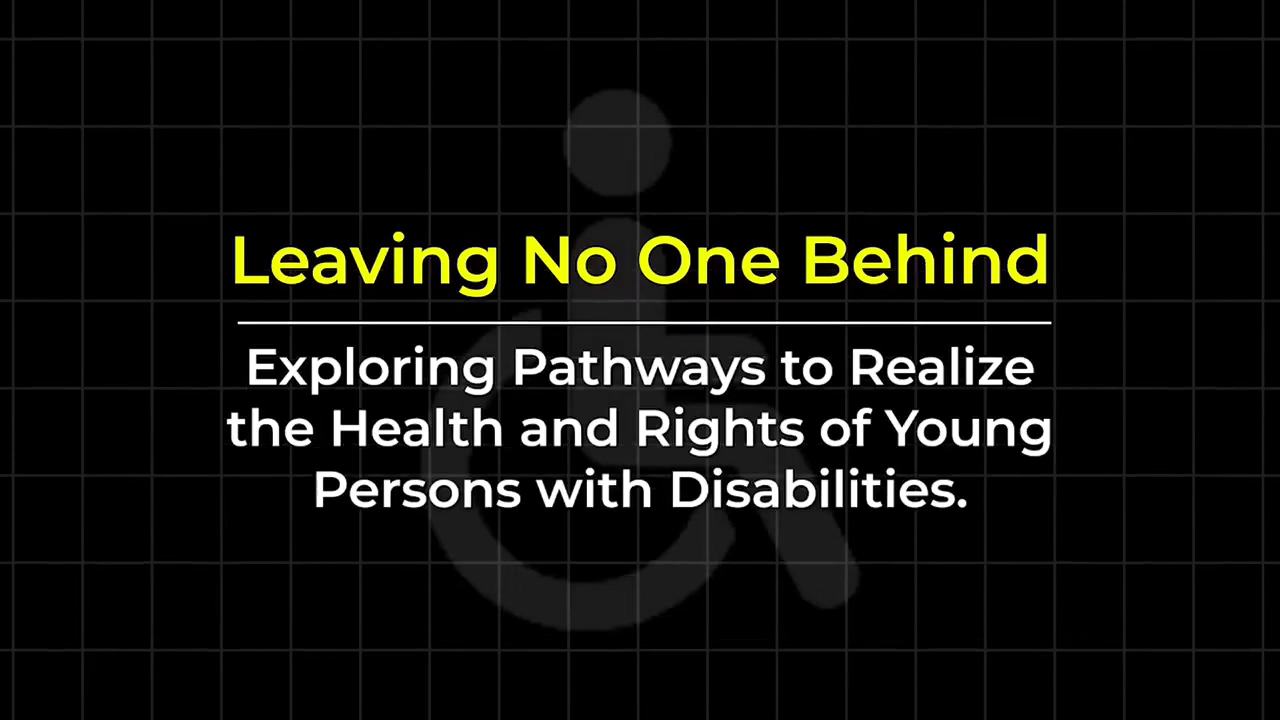 Leaving No One Behind
Exploring Pathways to Realize
the Health and Rights of Young
Persons with Disabilities.